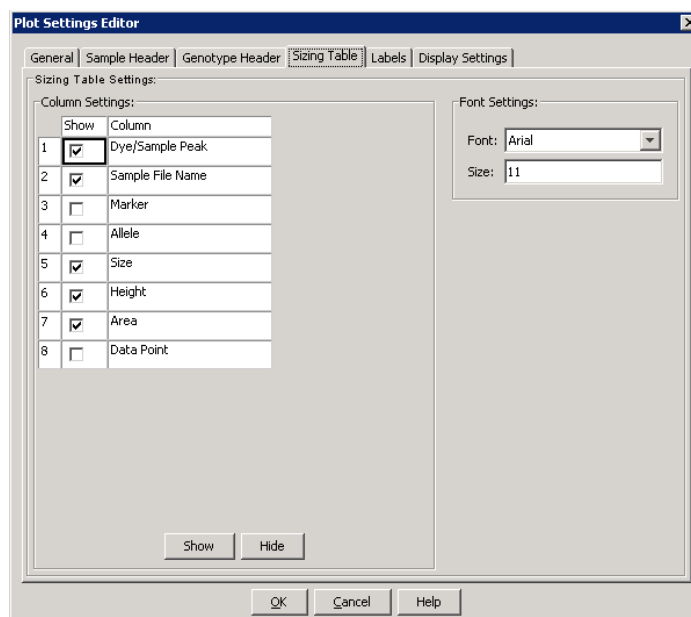 Plot Settings Editor
General Sample Header Genotype Header Sizing Table Labels Display Settings
Sizing Table Settings:
Column Settings:
Show Column
1 Dye/Sample Peak
2 Sample File Name
3 Marker
4 Allele
5 Size
6 Height
7 Area
8 Data Point
Show Hide
Font Settings:
Font: Arial
Size: 11
OK Cancel Help